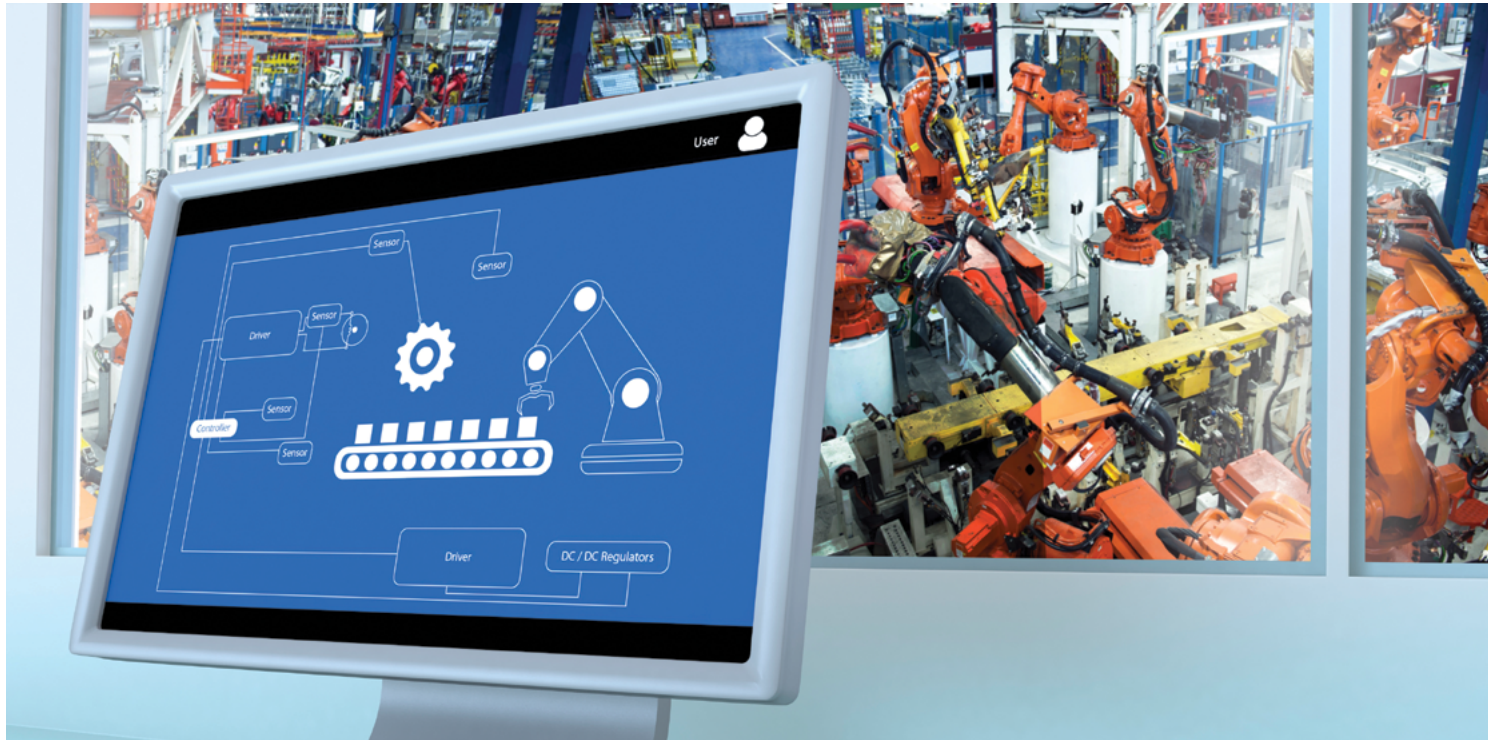 User
Sensor
Sensor
Sensor
Driver
Sensor
Controller
Sensor
Driver
DC / DC Regulators